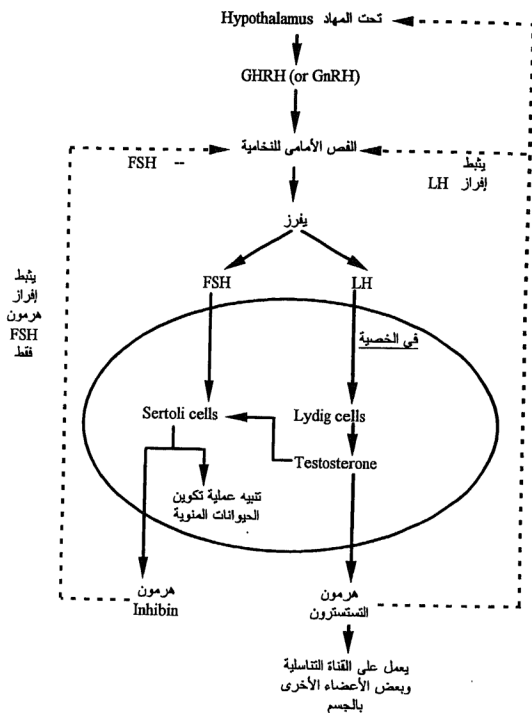 تحت المهاد Hypothalamus
GHRH (or GnRH)
الفص الأمامى للنخامية
FSH --
يثبط
إفراز LH
يفرز
FSH
LH
يثبط
إفراز
هرمون
FSH
فقط
في الخصية
Sertoli cells
Lydig cells
Testosterone
تنبيه عملية تكوين
الحيوانات المنوية
هرمون
Inhibin
هرمون
التستسترون
يعمل على القناة التناسلية
وبعض الأعضاء الأخرى
بالجسم